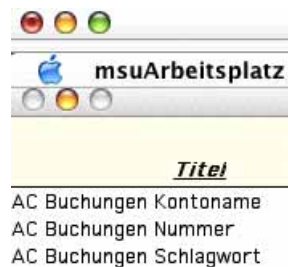 msuArbeitsplatz
Titel
AC Buchungen Kontoname
AC Buchungen Nummer
AC Buchungen Schlagwort